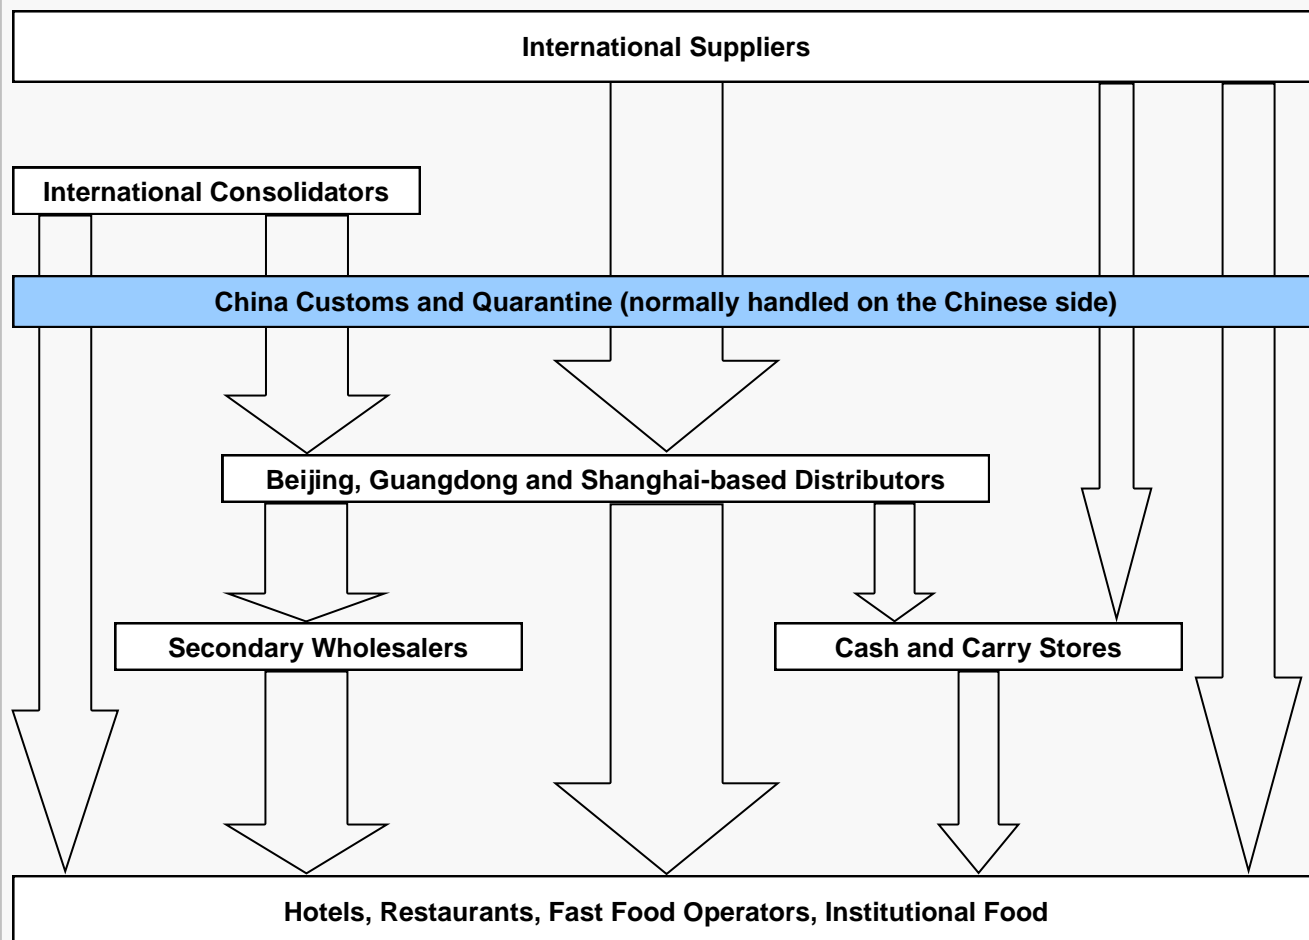 International Suppliers
International Consolidators
China Customs and Quarantine (normally handled on the Chinese side)
Beijing, Guangdong and Shanghai-based Distributors
Secondary Wholesalers
Cash and Carry Stores
Hotels, Restaurants, Fast Food Operators, Institutional Food